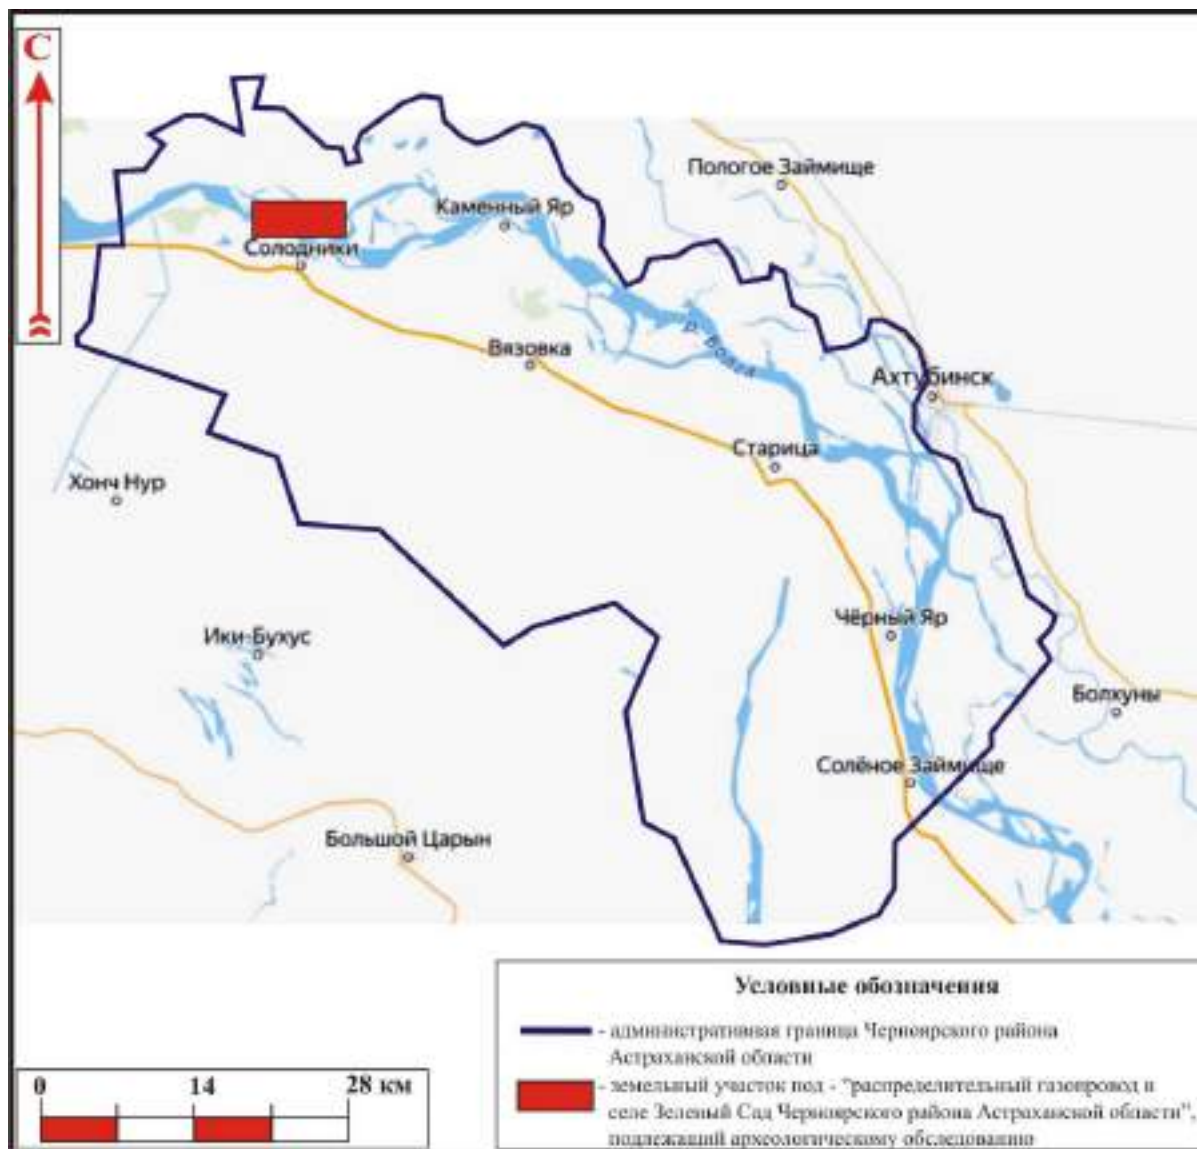 С
Пологое Займище
Каменный Яр
Солодники
Вязовка
р. Волга
Ахтубинск
Старица
Хонч Нур
Чёрный Яр
Ики-Бухус
Болхуны
Солёное Займище
Большой Царын
Условные обозначения
- административная граница Черноярского района
Астраханской области
- земельный участок под - "распределительный газопровод в
селе Зеленый Сад Черноярского района Астраханской области",
подлежащий археологическому обследованию
0 14 28 км